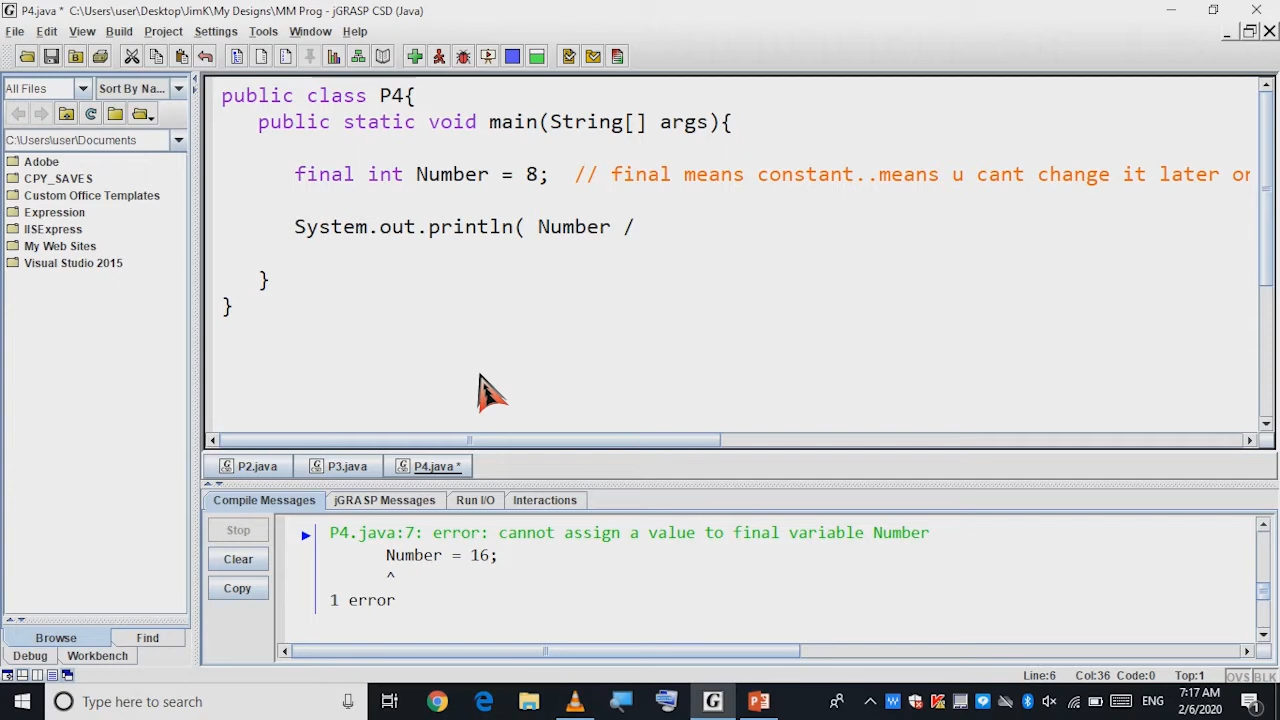 P4.java * C:\Users\user\Desktop\JimK\My Designs\MM Prog - jGRASP CSD (Java)
File Edit View Build Project Settings Tools Window Help
All Files Sort By Na...
C:\Users\user\Documents
Adobe
CPY_SAVES
Custom Office Templates
Expression
IISExpress
My Web Sites
Visual Studio 2015
Browse Find
Debug Workbench
public class P4{
public static void main(String[] args){
final int Number = 8; // final means constant..means u cant change it later on
System.out.println( Number /
}
}
P2.java P3.java P4.java *
Compile Messages jGRASP Messages Run I/O Interactions
Stop
Clear
Copy
P4.java:7: error: cannot assign a value to final variable Number
Number = 16;
^
1 error
Line:6 Col:36 Code:0 Top:1 OVS BLK
Type here to search
ENG
7:17 AM
2/6/2020
1